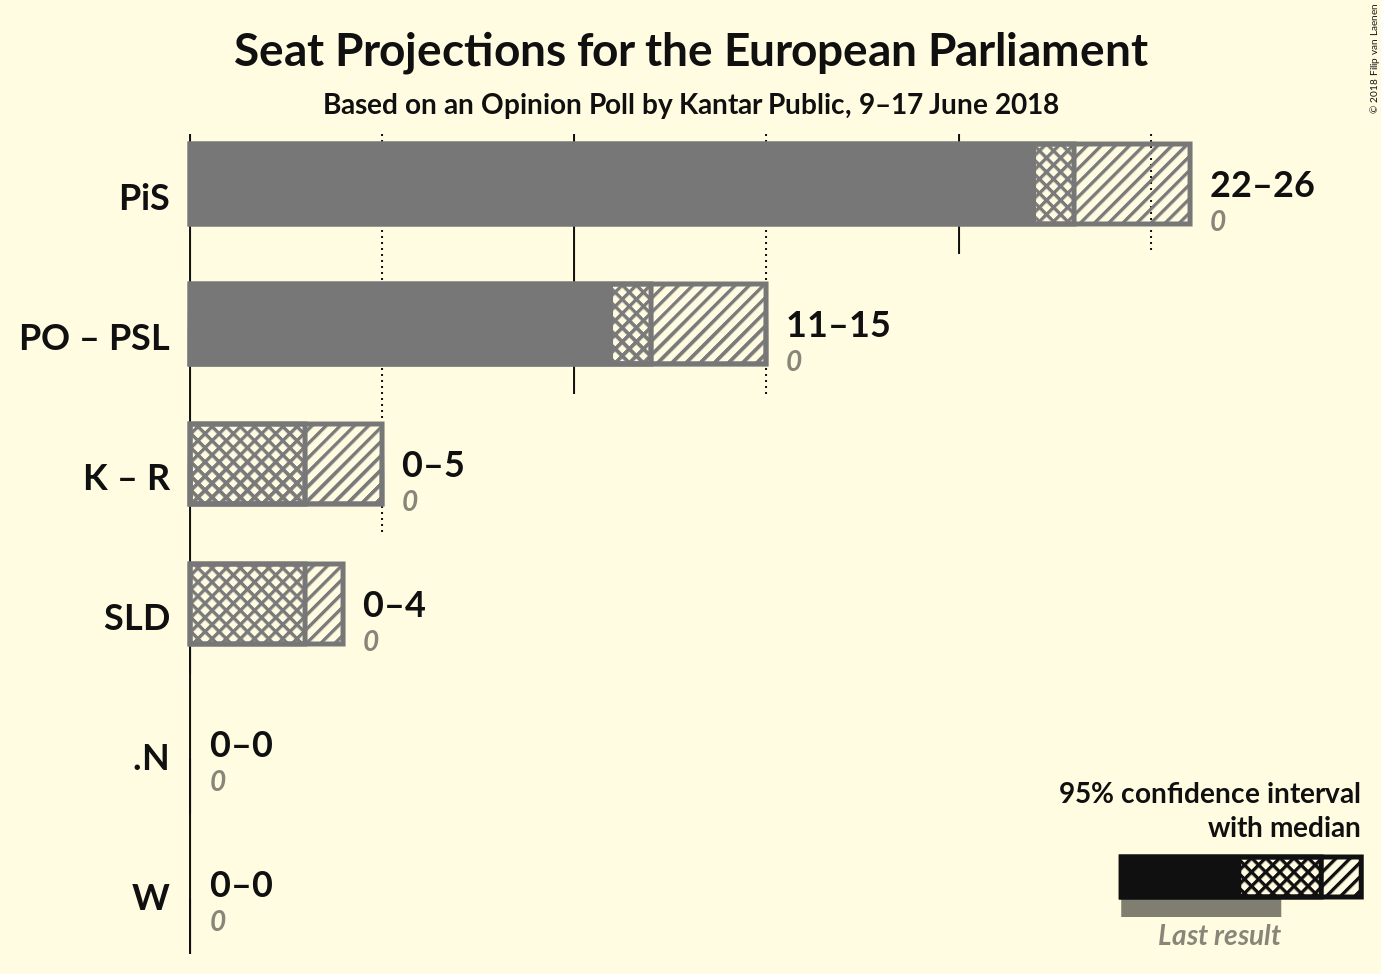 Seat Projections for the European Parliament
Based on an Opinion Poll by Kantar Public, 9–17 June 2018
© 2018 Filip van Laenen
PiS
22–26
0
PO – PSL
11–15
0
K – R
0–5
0
SLD
0–4
0
.N
0–0
0
W
0–0
0
95% confidence interval
with median
Last result